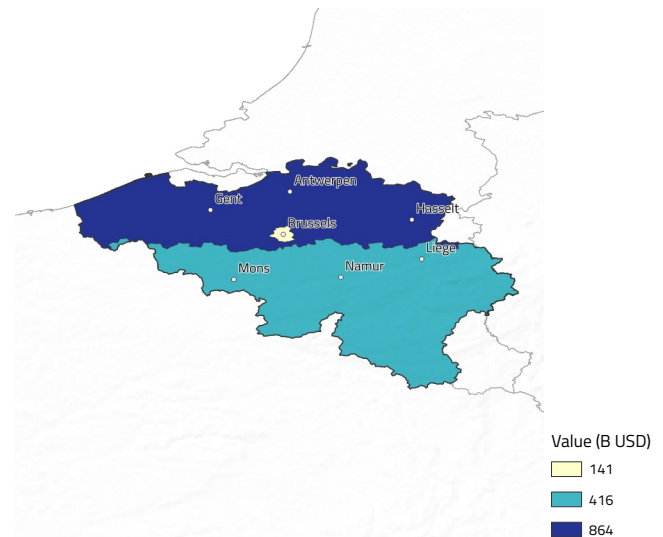 Antwerpen
Gent
Hasselt
Brussels
Liege
Mons
Namur
Value (B USD)
141
416
864